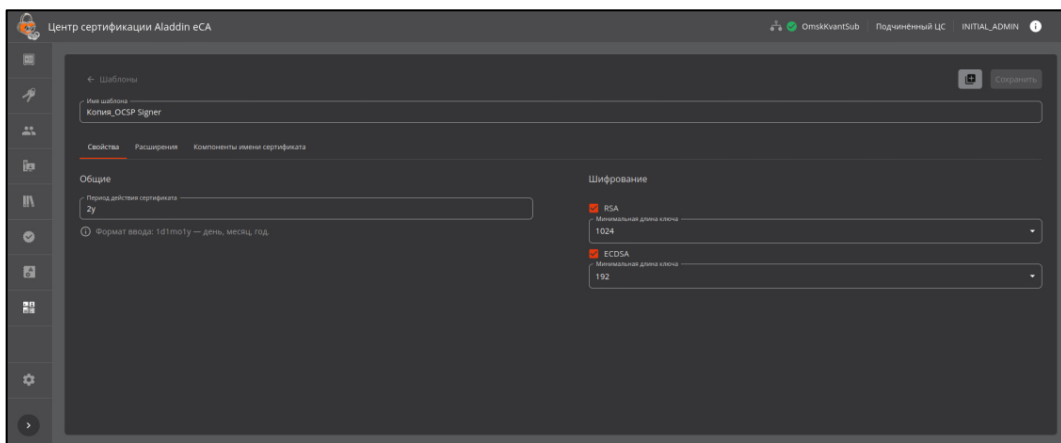 Центр сертификации Aladdin eCA
OmskKvantSub Подчинённый ЦС INITIAL_ADMIN
← Шаблоны
Сохранить
Имя шаблона
Копия_OCSP Signer
Свойства Расширения Компоненты имени сертификата
Общие
Период действия сертификата
2y
Формат ввода: 1d1mo1y — день, месяц, год.
Шифрование
RSA
Минимальная длина ключа
1024
ECDSA
Минимальная длина ключа
192